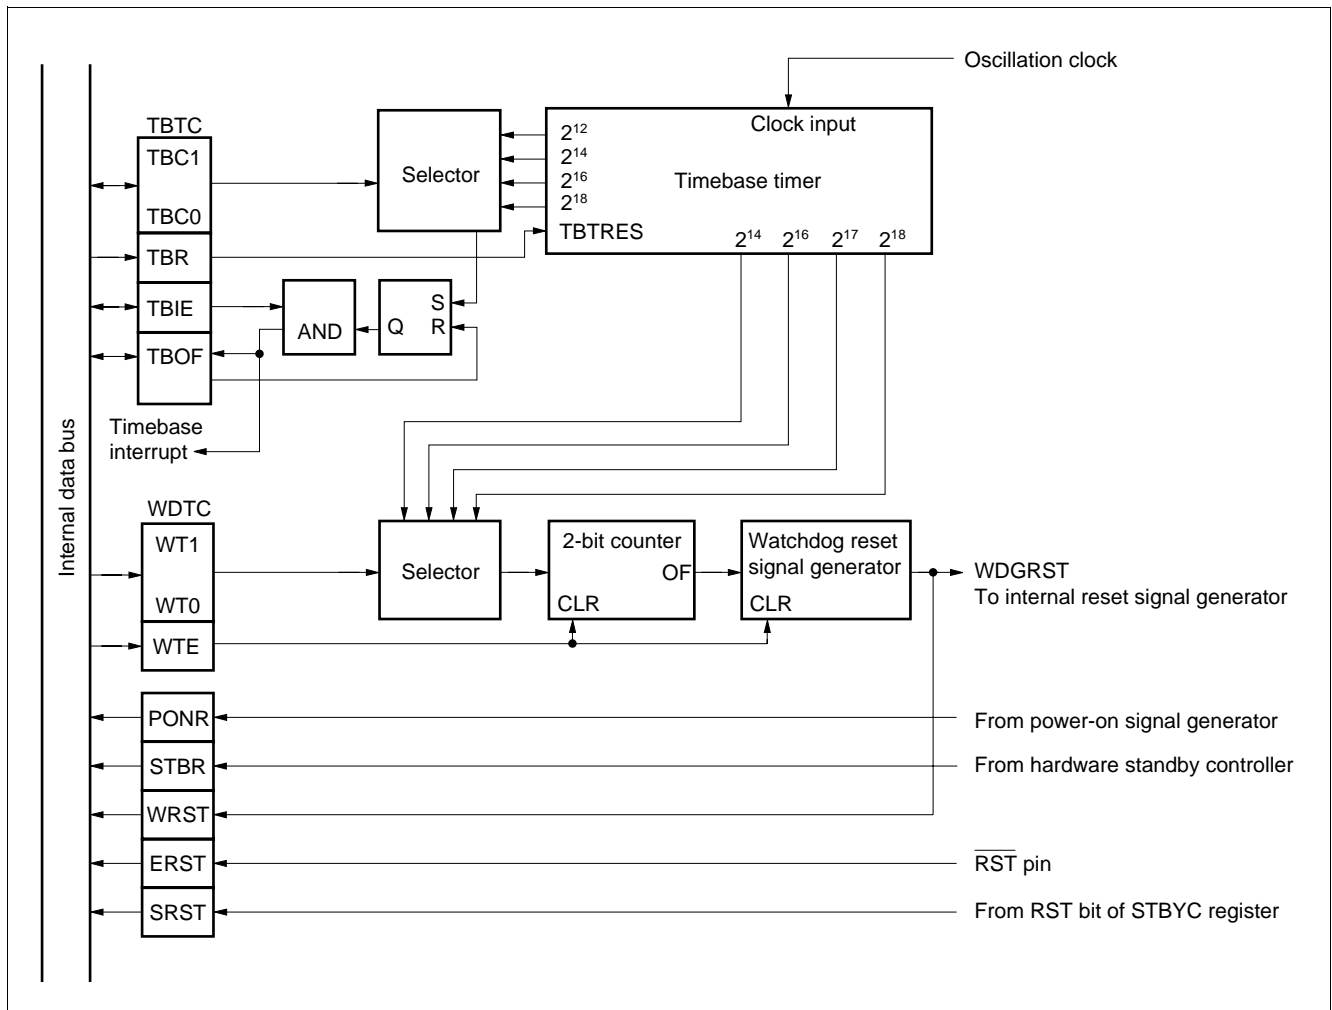 Oscillation clock
TBTC
TBC1
TBC0
TBR
TBIE
TBOF
Selector
2¹²
2¹⁴
2¹⁶
2¹⁸
TBTRES
Clock input
Timebase timer
2¹⁴ 2¹⁶ 2¹⁷ 2¹⁸
AND
S
Q R
Timebase
interrupt
Internal data bus
WDTC
WT1
WT0
WTE
Selector
2-bit counter
OF
CLR
Watchdog reset
signal generator
CLR
WDGRST
To internal reset signal generator
PONR
From power-on signal generator
STBR
From hardware standby controller
WRST
ERST
R̅S̅T̅ pin
SRST
From RST bit of STBYC register